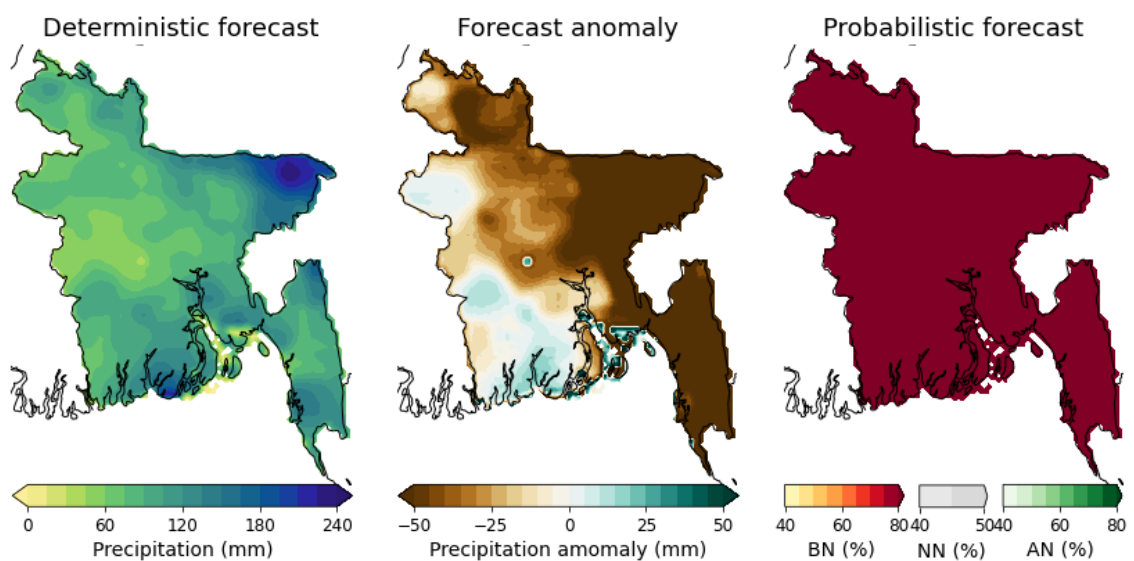 Deterministic forecast
Forecast anomaly
Probabilistic forecast
0 60 120 180 240
Precipitation (mm)
−50 −25 0 25 50
Precipitation amomaly (mm)
40 60 80
BN (%)
40 50
NN (%)
40 60 80
AN (%)